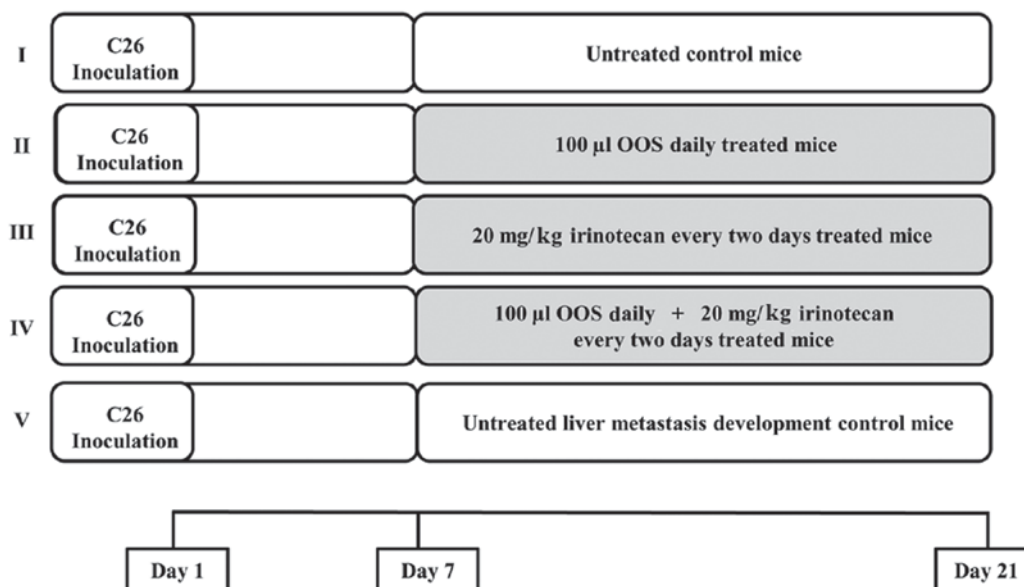 I
C26
Inoculation
Untreated control mice
II
C26
Inoculation
100 µl OOS daily treated mice
III
C26
Inoculation
20 mg/kg irinotecan every two days treated mice
IV
C26
Inoculation
100 µl OOS daily + 20 mg/kg irinotecan
every two days treated mice
V
C26
Inoculation
Untreated liver metastasis development control mice
Day 1
Day 7
Day 21